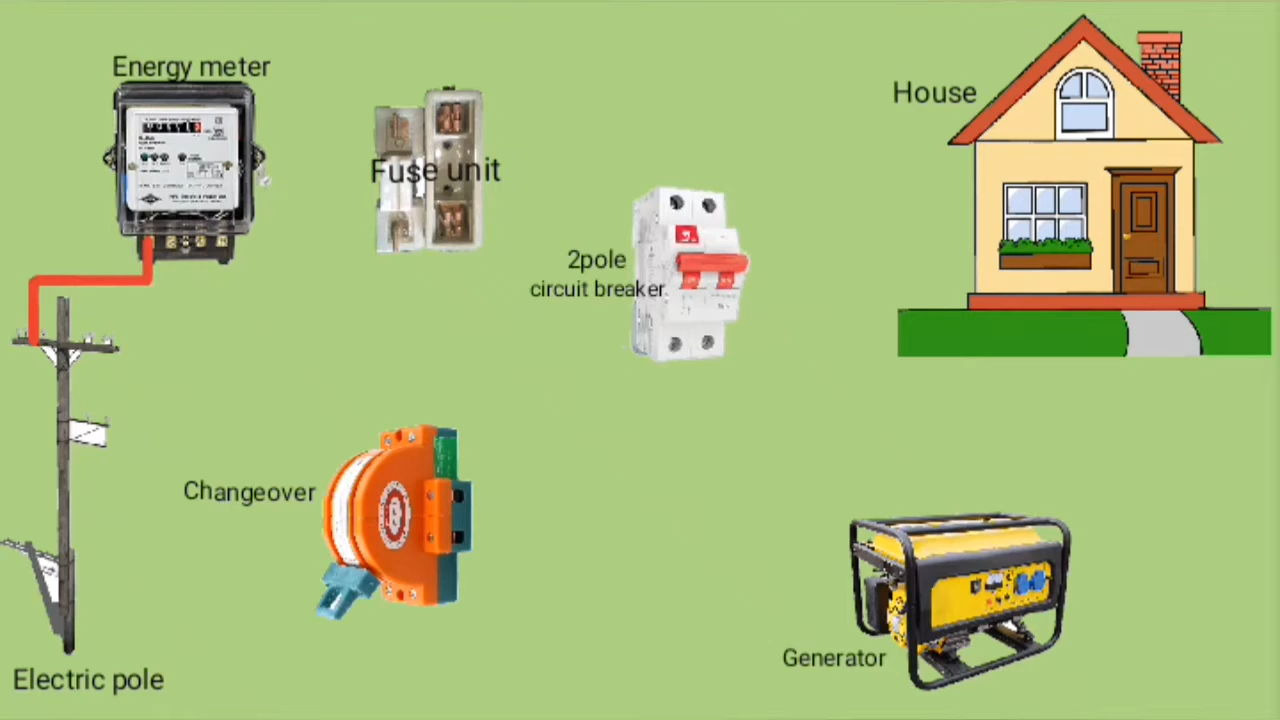 Energy meter
Fuse unit
House
2pole
circuit breaker
Changeover
Generator
Electric pole